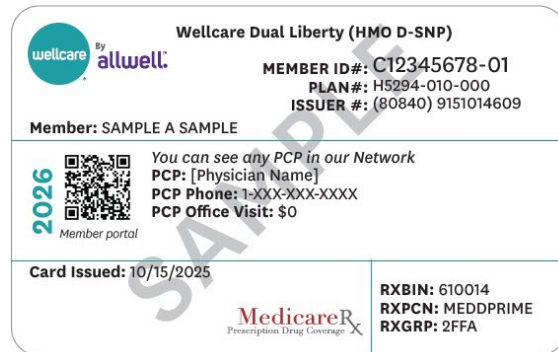 Wellcare Dual Liberty (HMO D-SNP)
wellcare
By
allwell.
MEMBER ID#: C12345678-01
PLAN#: H5294-010-000
ISSUER #: (80840) 9151014609
Member: SAMPLE A SAMPLE
2026
Member portal
You can see any PCP in our Network
PCP: [Physician Name]
PCP Phone: 1-XXX-XXX-XXXX
PCP Office Visit: $0
SAMPLE
Card Issued: 10/15/2025
MedicareRx
Prescription Drug Coverage
RXBIN: 610014
RXPCN: MEDDPRIME
RXGRP: 2FFA